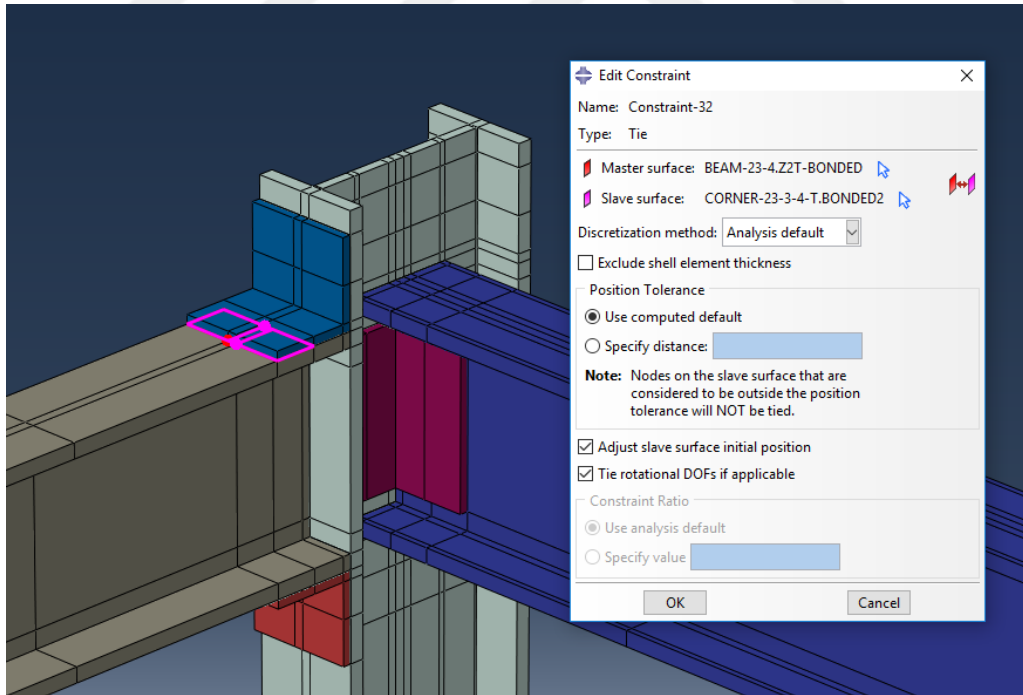 Edit Constraint
Name: Constraint-32
Type: Tie
Master surface: BEAM-23-4.Z2T-BONDED
Slave surface: CORNER-23-3-4-T.BONDED2
Discretization method: Analysis default
Exclude shell element thickness
Position Tolerance
Use computed default
Specify distance:
Note: Nodes on the slave surface that are
considered to be outside the position
tolerance will NOT be tied.
Adjust slave surface initial position
Tie rotational DOFs if applicable
Constraint Ratio
Use analysis default
Specify value
OK Cancel